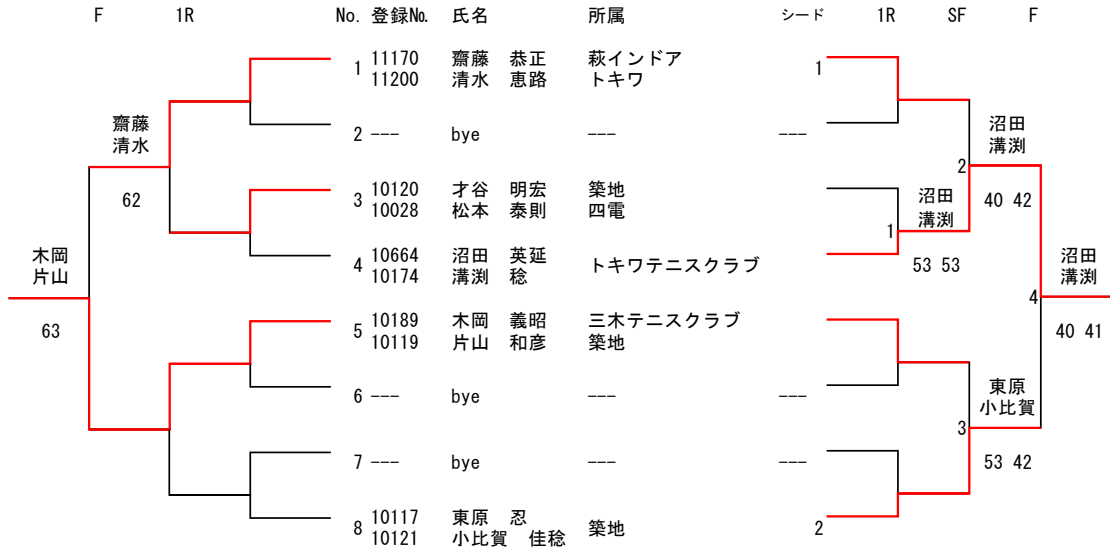 F 1R No. 登録No. 氏名 所属 シード 1R SF F
1 11170 齋藤 恭正 萩インドア 1
11200 清水 恵路 トキワ
齋藤
清水
2 --- bye --- ---
沼田
溝渕
2
62
3 10120 才谷 明宏 築地
10028 松本 泰則 四電
沼田
溝渕
40 42
1
木岡
片山
4 10664 沼田 英延 トキワテニスクラブ
10174 溝渕 稔
53 53
沼田
溝渕
4
63
5 10189 木岡 義昭 三木テニスクラブ
10119 片山 和彦 築地
40 41
6 --- bye --- ---
東原
小比賀
3
7 --- bye --- ---
53 42
8 10117 東原 忍 築地 2
10121 小比賀 佳稔